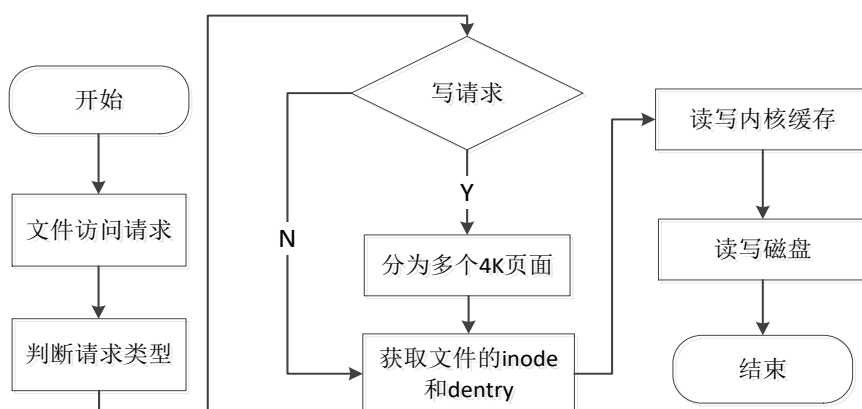 开始
文件访问请求
判断请求类型
写请求
Y
N
分为多个4K页面
获取文件的inode
和dentry
读写内核缓存
读写磁盘
结束